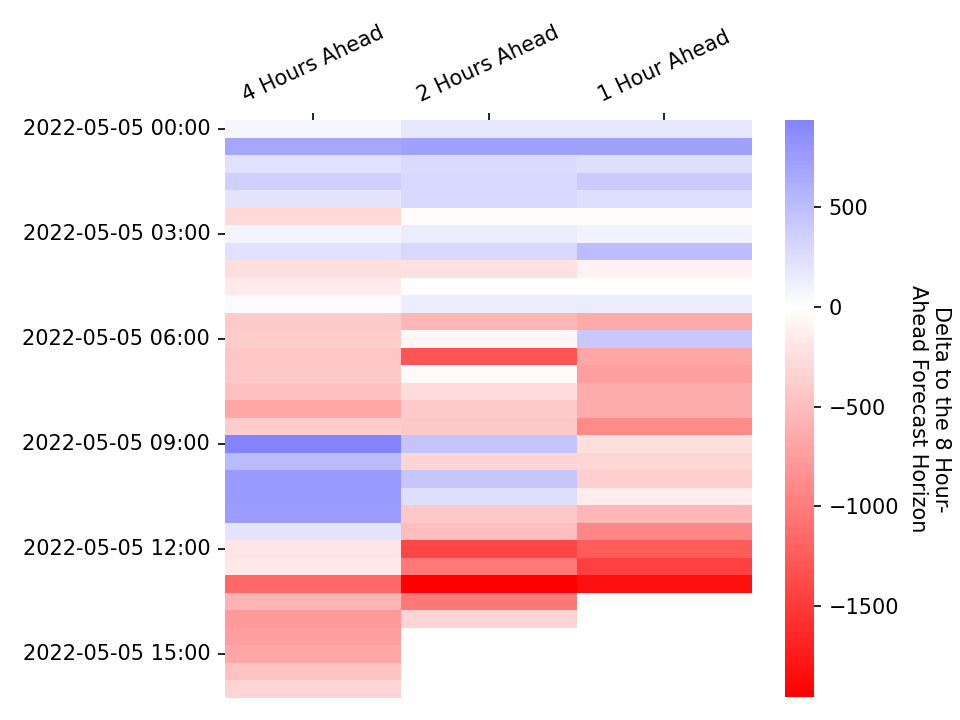 4 Hours Ahead
2 Hours Ahead
1 Hour Ahead
2022-05-05 00:00
2022-05-05 03:00
2022-05-05 06:00
2022-05-05 09:00
2022-05-05 12:00
2022-05-05 15:00
500
0
−500
−1000
−1500
Delta to the 8 Hour-
Ahead Forecast Horizon